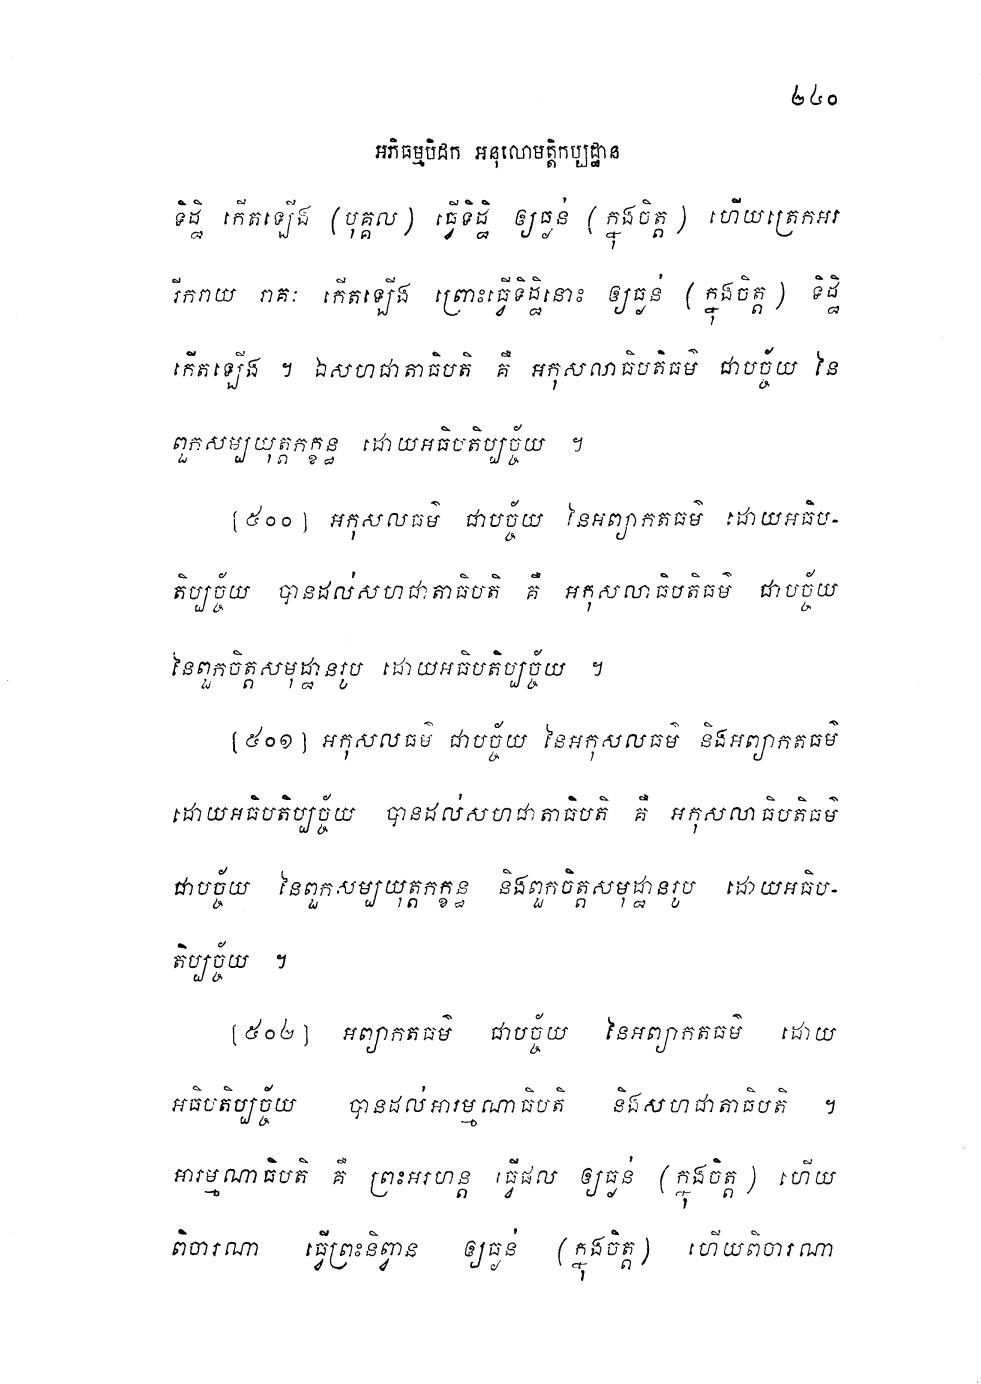 ២៤០
អភិធម្មបិដក អនុលោមត្តិកប្បដ្ឋាន
ទិដ្ឋិ កើតឡើង (បុគ្គល) ធ្វើទិដ្ឋិ ឲ្យធ្ងន់ (ក្នុងចិត្ត) ហើយត្រេកអរ
រីករាយ រាគៈ កើតឡើង ព្រោះធ្វើទិដ្ឋិនោះ ឲ្យធ្ងន់ (ក្នុងចិត្ត) ទិដ្ឋិ
កើតឡើង ។ ឯសហជាតាធិបតិ គឺ អកុសលាធិបតិធម៌ ជាបច្ច័យ នៃ
ពួកសម្បយុត្តកក្ខន្ធ ដោយអធិបតិប្បច្ច័យ ។
[៥០០] អកុសលធម៌ ជាបច្ច័យ នៃអព្យាកតធម៌ ដោយអធិប-
តិប្បច្ច័យ បានដល់សហជាតាធិបតិ គឺ អកុសលាធិបតិធម៌ ជាបច្ច័យ
នៃពួកចិត្តសមុដ្ឋានរូប ដោយអធិបតិប្បច្ច័យ ។
[៥០១] អកុសលធម៌ ជាបច្ច័យ នៃអកុសលធម៌ និងអព្យាកតធម៌
ដោយអធិបតិប្បច្ច័យ បានដល់សហជាតាធិបតិ គឺ អកុសលាធិបតិធម៌
ជាបច្ច័យ នៃពួកសម្បយុត្តកក្ខន្ធ និងពួកចិត្តសមុដ្ឋានរូប ដោយអធិប-
តិប្បច្ច័យ ។
[៥០២] អព្យាកតធម៌ ជាបច្ច័យ នៃអព្យាកតធម៌ ដោយ
អធិបតិប្បច្ច័យ បានដល់អារម្មណាធិបតិ និងសហជាតាធិបតិ ។
អារម្មណាធិបតិ គឺ ព្រះអរហន្ត ធ្វើផល ឲ្យធ្ងន់ (ក្នុងចិត្ត) ហើយ
ពិចារណា ធ្វើព្រះនិព្វាន ឲ្យធ្ងន់ (ក្នុងចិត្ត) ហើយពិចារណា